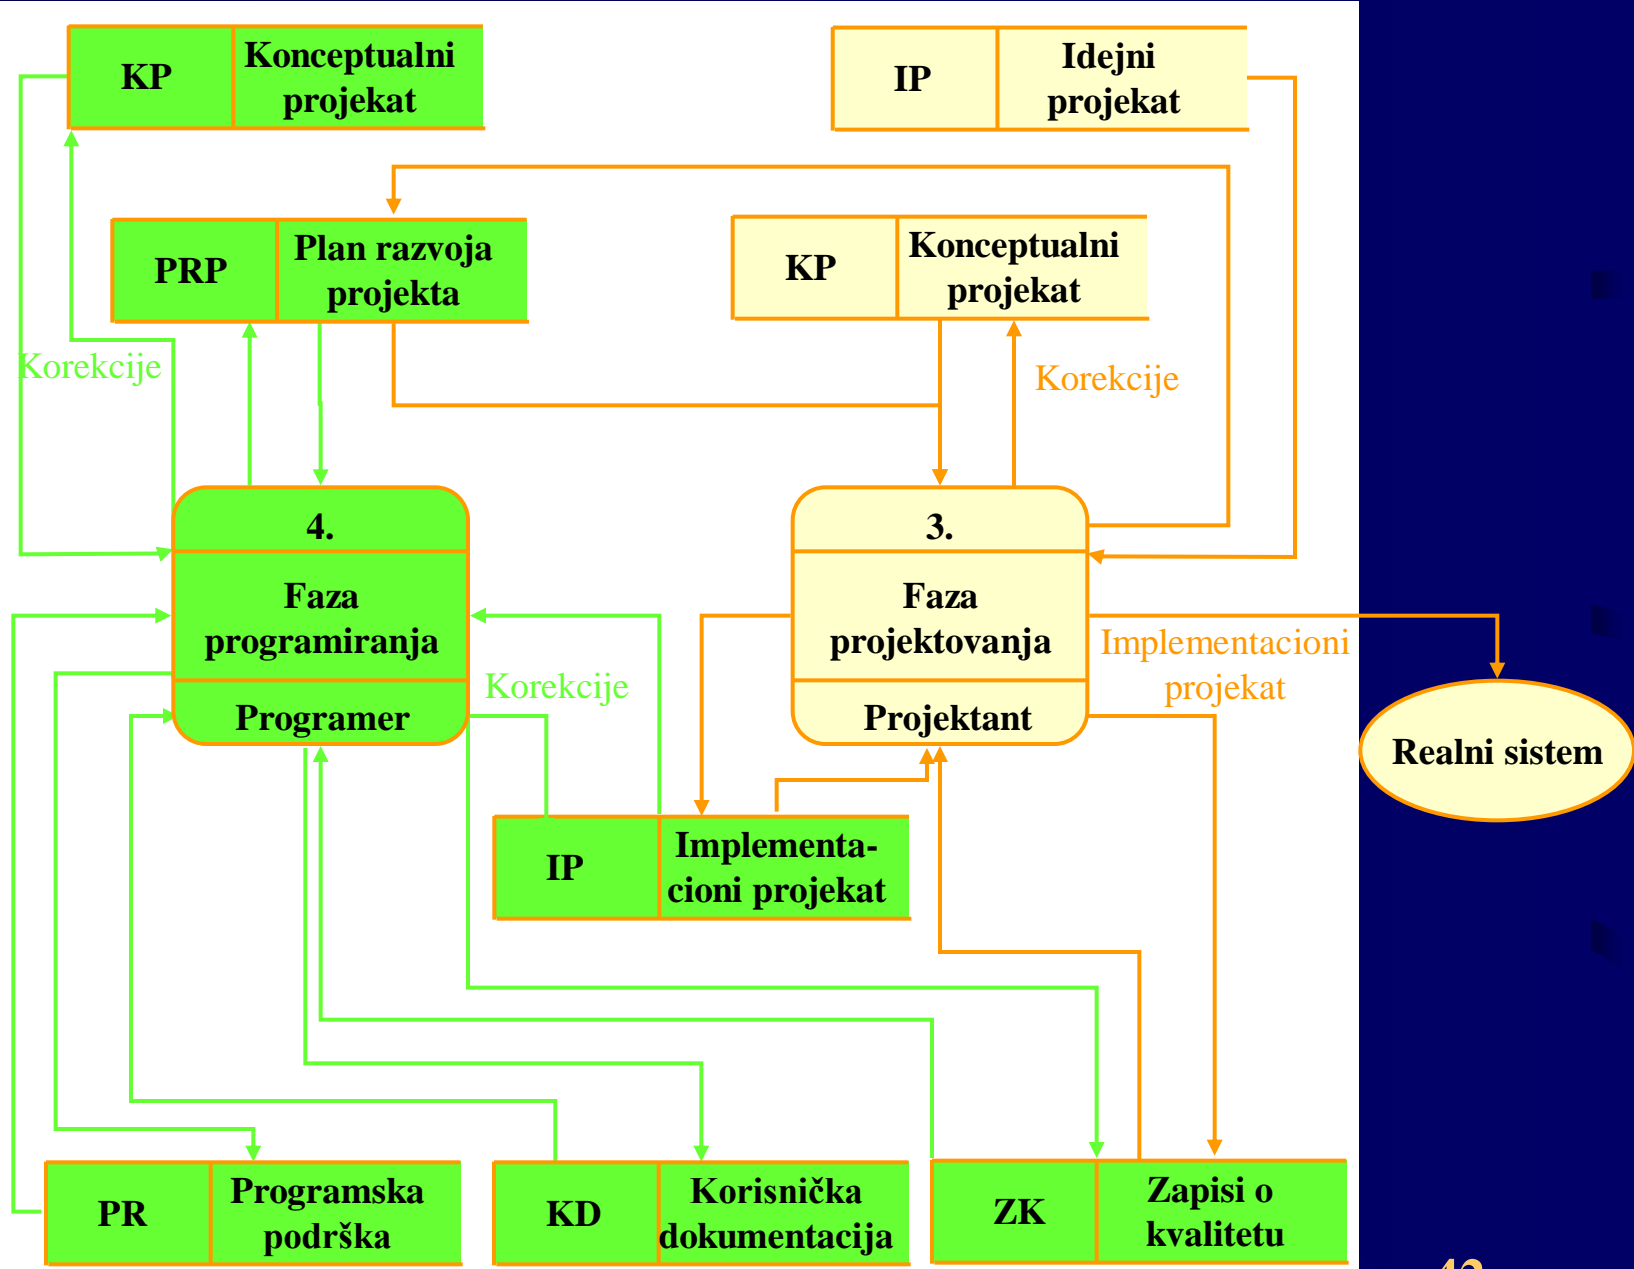 KP
Konceptualni
projekat
IP
Idejni
projekat
PRP
Plan razvoja
projekta
KP
Konceptualni
projekat
Korekcije
Korekcije
4.
Faza
programiranja
Programer
3.
Faza
projektovanja
Projektant
Korekcije
Implementacioni
projekat
Realni sistem
IP
Implementa-
cioni projekat
PR
Programska
podrška
KD
Korisnička
dokumentacija
ZK
Zapisi o
kvalitetu